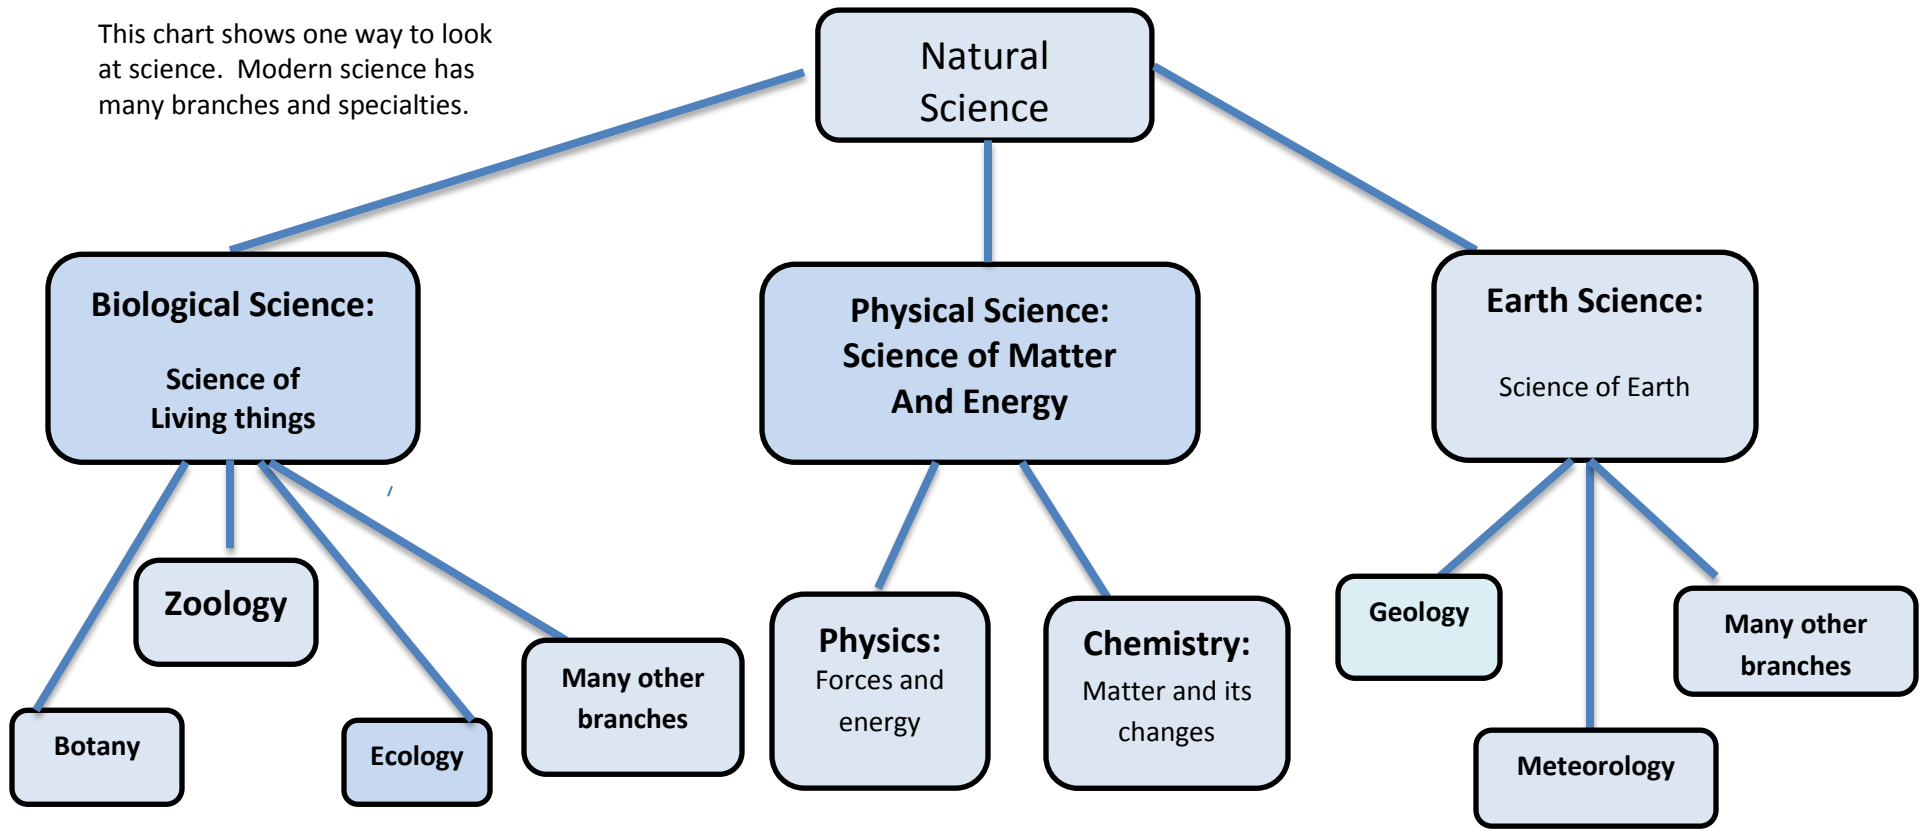 This chart shows one way to look
at science.  Modern science has
many branches and specialties.
Natural
Science
Biological Science:
Science of
Living things
Physical Science:
Science of Matter
And Energy
Earth Science:
Science of Earth
Zoology
Botany
Ecology
Many other
branches
Physics:
Forces and
energy
Chemistry:
Matter and its
changes
Geology
Meteorology
Many other
branches